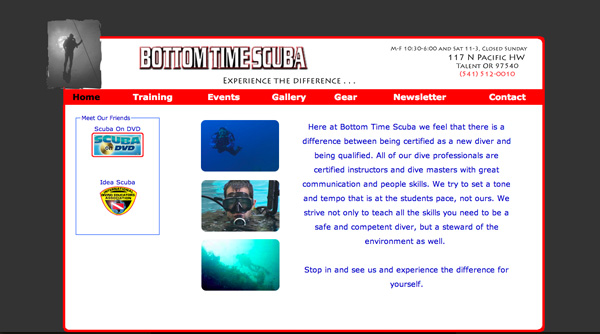 M-F 10:30-6:00 and Sat 11-3, Closed Sunday
BOTTOM TIME SCUBA
117 N Pacific HW
Talent OR 97540
(541) 512-0010
Experience the difference . . .
Home Training Events Gallery Gear Newsletter Contact
Meet Our Friends
Scuba On DVD
SCUBA
ON DVD
Idea Scuba
INTERNATIONAL
DIVING EDUCATORS
ASSOCIATION
Here at Bottom Time Scuba we feel that there is a
difference between being certified as a new diver and
being qualified. All of our dive professionals are
certified instructors and dive masters with great
communication and people skills. We try to set a tone
and tempo that is at the students pace, not ours. We
strive not only to teach all the skills you need to be a
safe and competent diver, but a steward of the
environment as well.
Stop in and see us and experience the difference for
yourself.